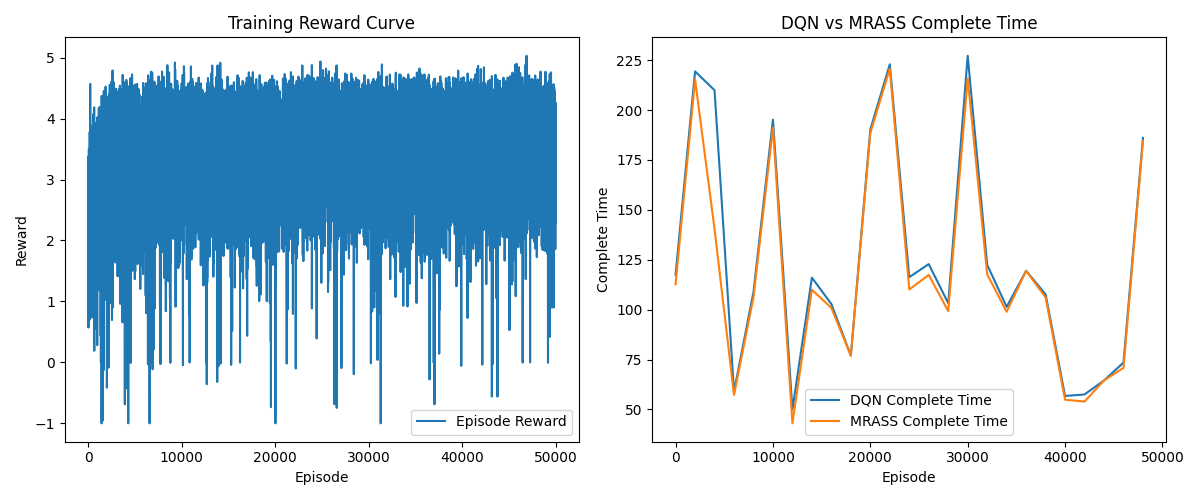 Training Reward Curve
Reward
5
4
3
2
1
0
−1
Episode Reward
0 10000 20000 30000 40000 50000
Episode
DQN vs MRASS Complete Time
Complete Time
225
200
175
150
125
100
75
50
DQN Complete Time
MRASS Complete Time
0 10000 20000 30000 40000 50000
Episode